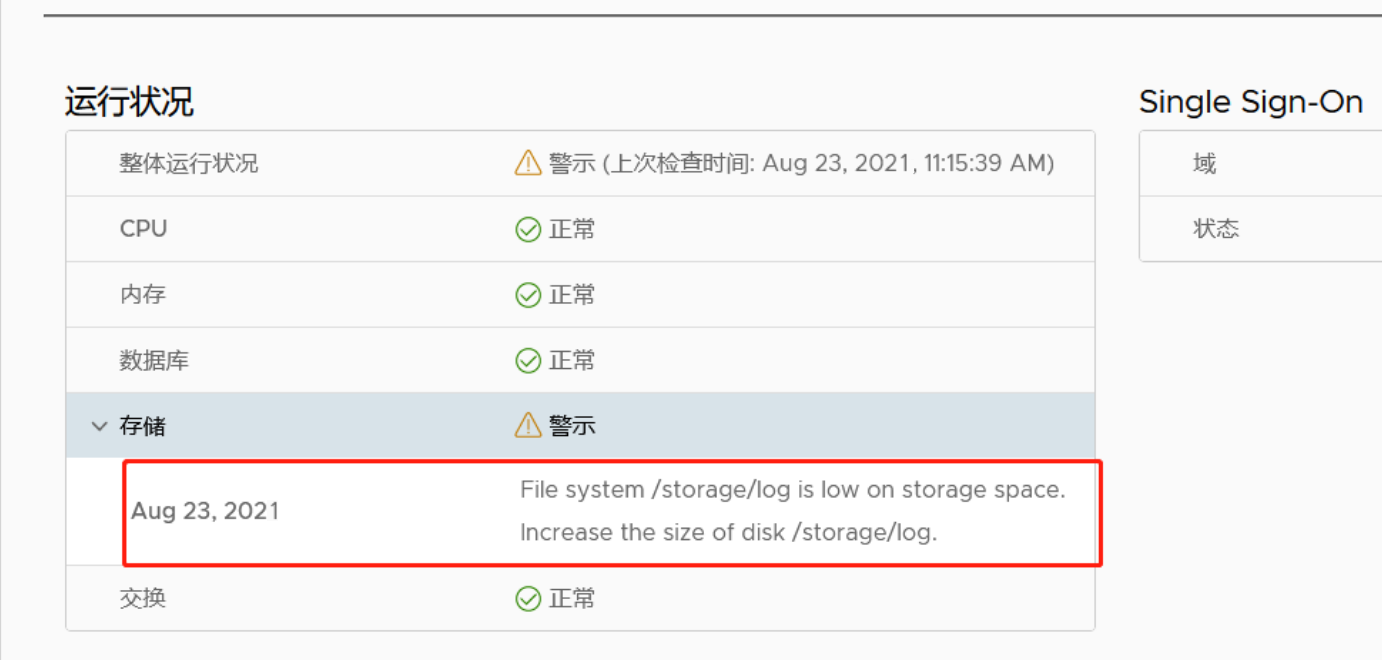 运行状况
Single Sign-On
整体运行状况
警示 (上次检查时间: Aug 23, 2021, 11:15:39 AM)
域
CPU
正常
状态
内存
正常
数据库
正常
存储
警示
Aug 23, 2021
File system /storage/log is low on storage space.
Increase the size of disk /storage/log.
交换
正常